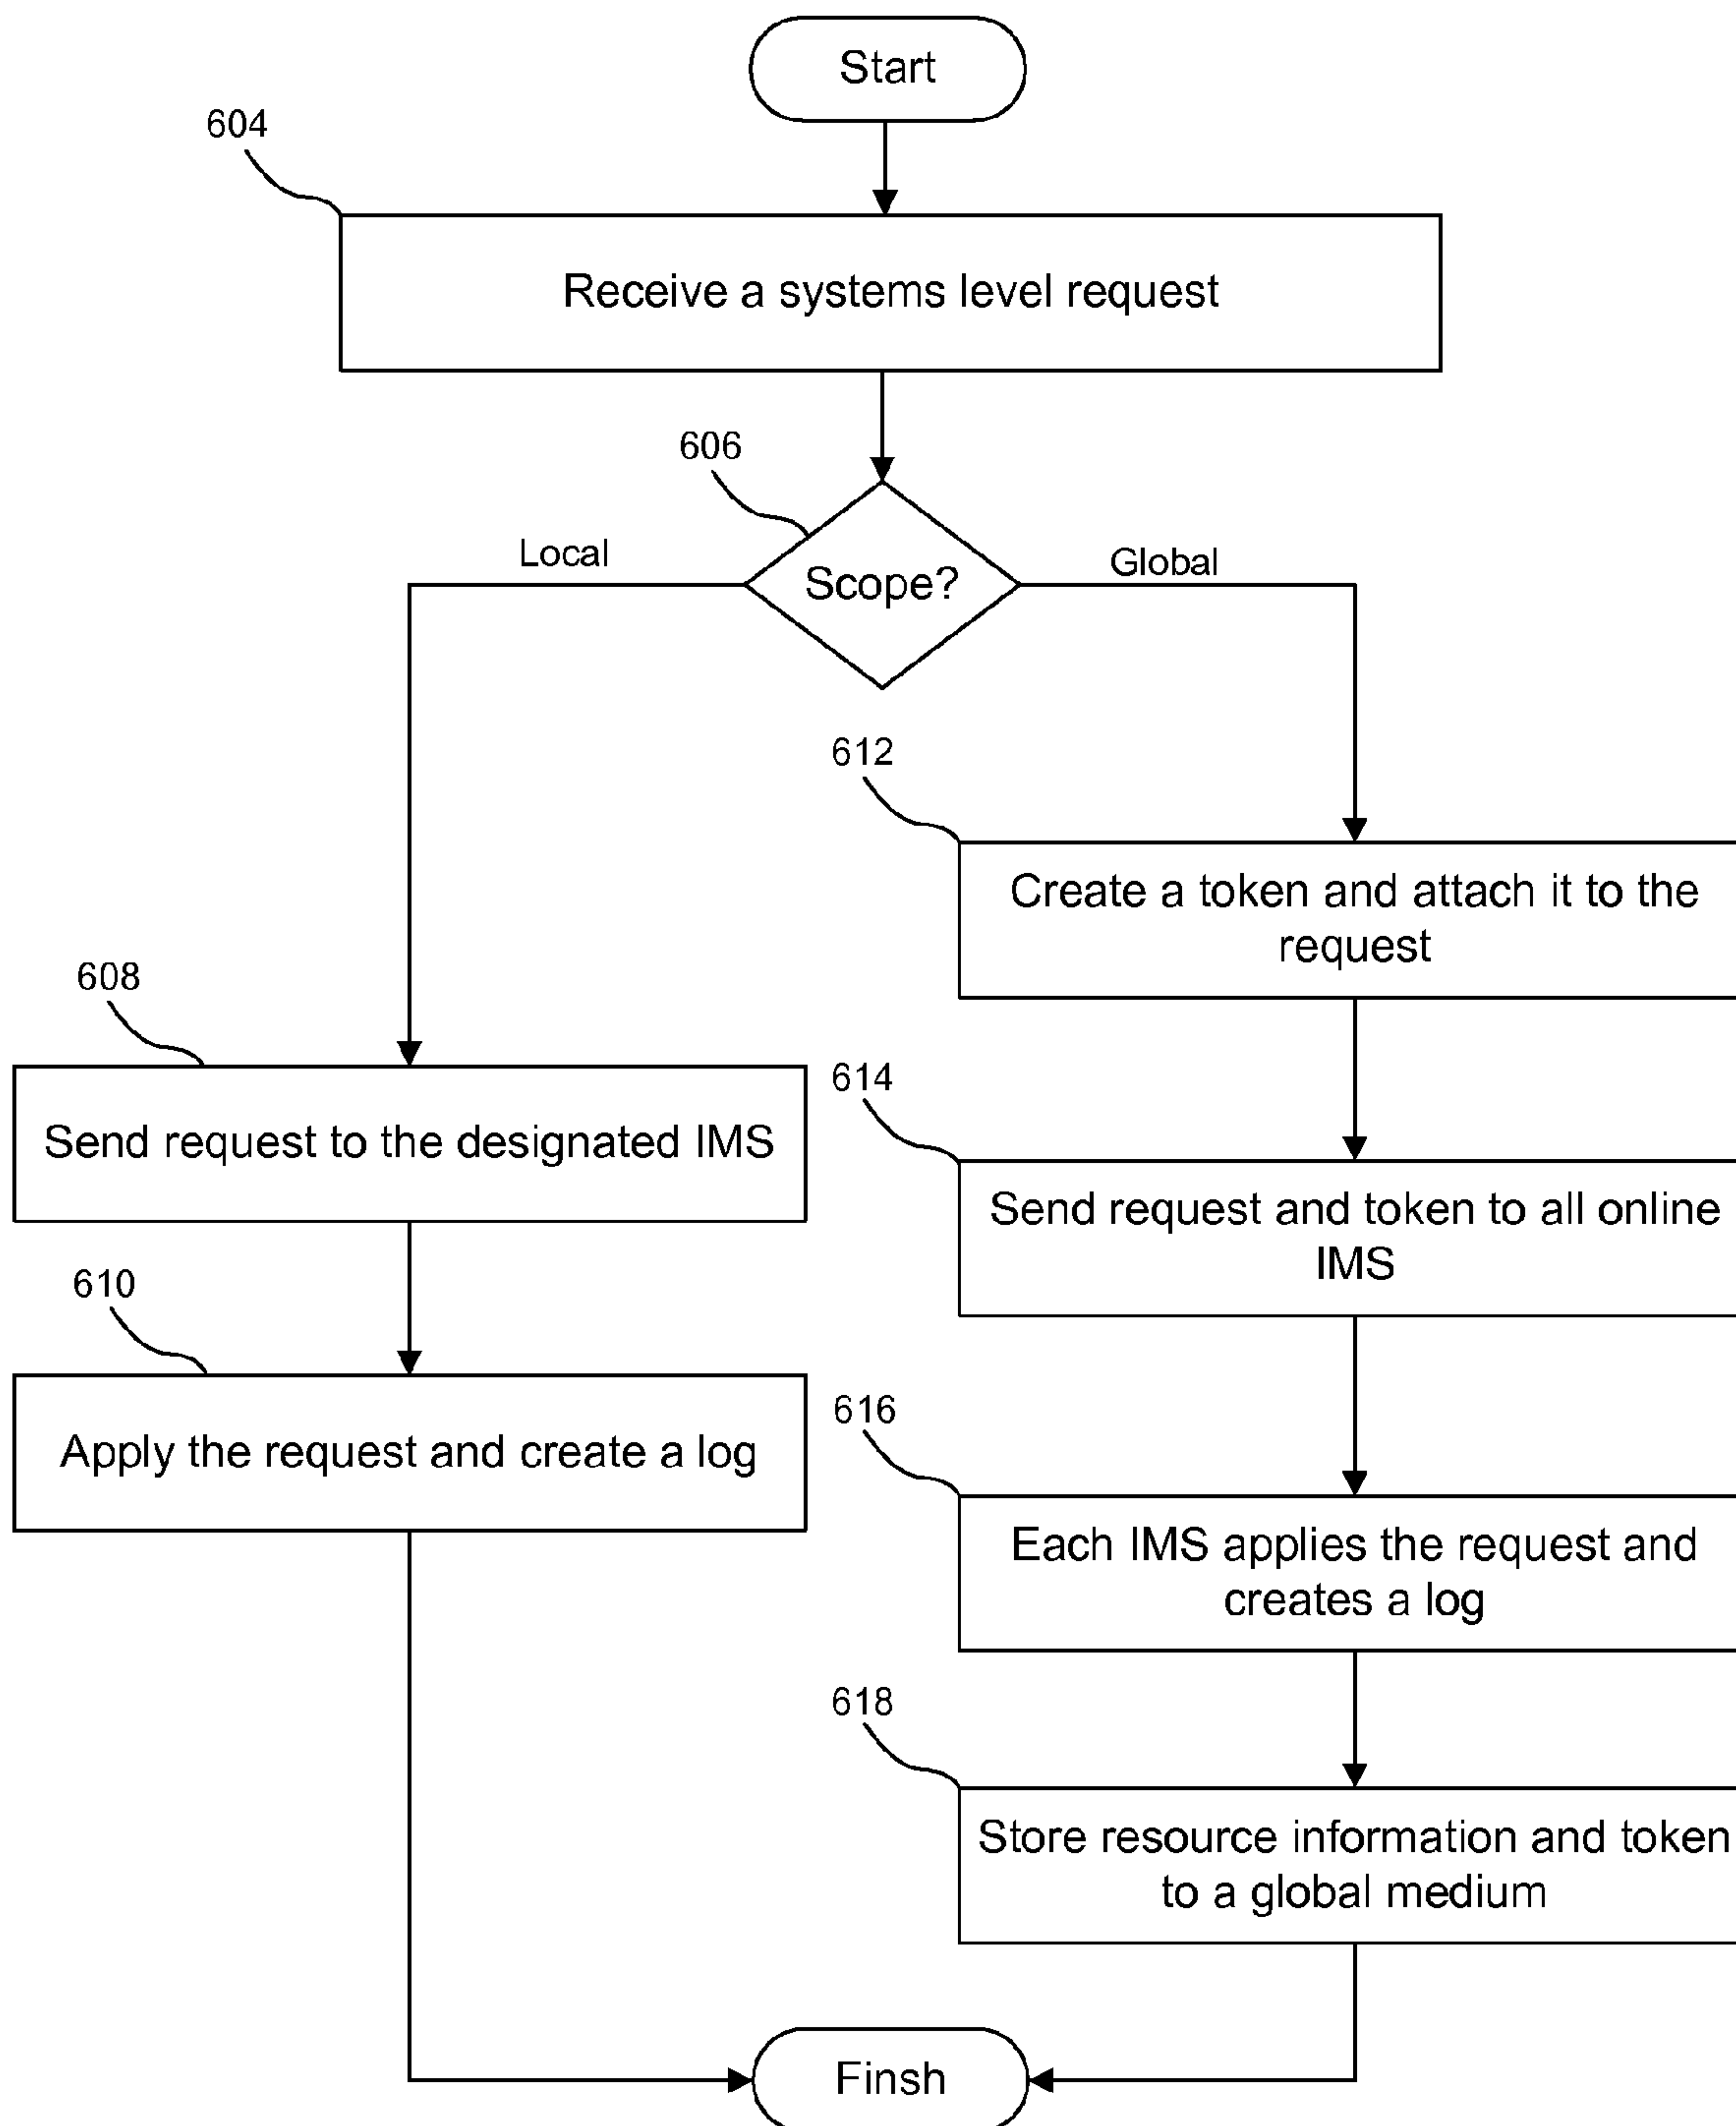 Start
604
Receive a systems level request
606
Local
Global
Scope?
612
Create a token and attach it to the
request
608
Send request to the designated IMS
614
Send request and token to all online
IMS
610
Apply the request and create a log
616
Each IMS applies the request and
creates a log
618
Store resource information and token
to a global medium
Finsh